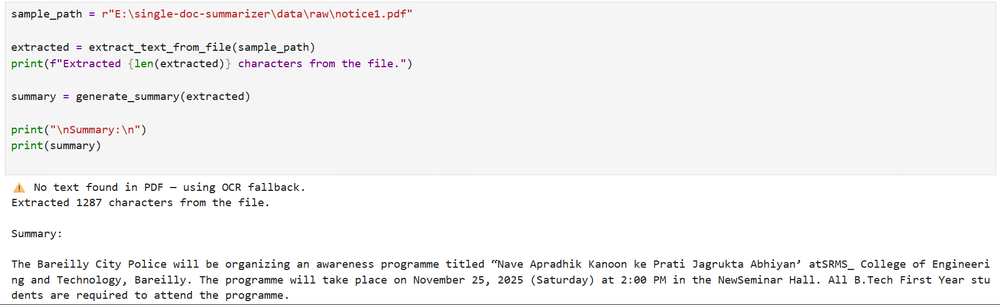 sample_path = r"E:\single-doc-summarizer\data\raw\notice1.pdf"
extracted = extract_text_from_file(sample_path)
print(f"Extracted {len(extracted)} characters from the file.")
summary = generate_summary(extracted)
print("\nSummary:\n")
print(summary)
⚠️ No text found in PDF — using OCR fallback.
Extracted 1287 characters from the file.
Summary:
The Bareilly City Police will be organizing an awareness programme titled “Nave Apradhik Kanoon ke Prati Jagrukta Abhiyan’ atSRMS_ College of Engineeri
ng and Technology, Bareilly. The programme will take place on November 25, 2025 (Saturday) at 2:00 PM in the NewSeminar Hall. All B.Tech First Year stu
dents are required to attend the programme.